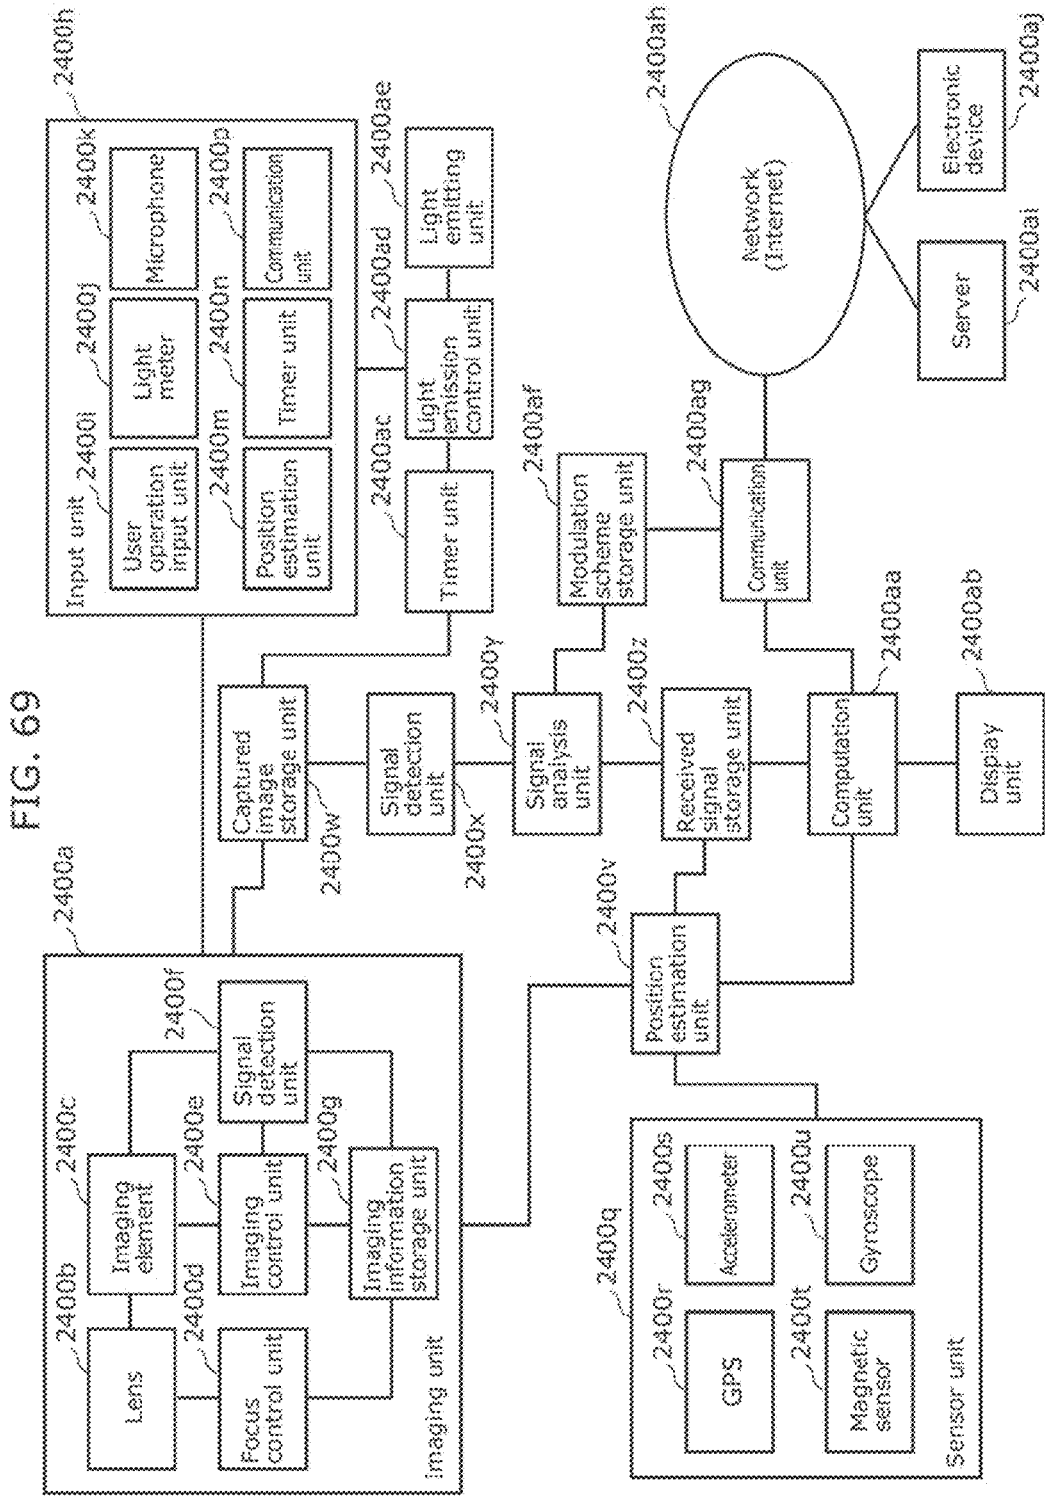 FIG. 69
2400a
2400b
Lens
2400c
Imaging
element
2400d
Focus
control unit
2400e
Imaging
control unit
2400f
Signal
detection
unit
2400g
Imaging
information
storage unit
Imaging unit
2400h
Input unit
2400i
User
operation
input unit
2400j
Light
meter
2400k
Microphone
2400m
Position
estimation
unit
2400n
Timer unit
2400p
Communication
unit
2400w
Captured
image
storage unit
2400ac
Timer unit
2400ad
Light
emission
control unit
2400ae
Light
emitting
unit
2400x
Signal
detection
unit
2400y
Signal
analysis
unit
2400af
Modulation
scheme
storage unit
2400z
Received
signal
storage unit
2400ag
Communication
unit
2400ah
Network
(Internet)
2400ai
Server
2400aj
Electronic
device
2400v
Position
estimation
unit
2400aa
Computation
unit
2400ab
Display
unit
2400q
2400r
GPS
2400s
Accelerometer
2400t
Magnetic
sensor
2400u
Gyroscope
Sensor unit